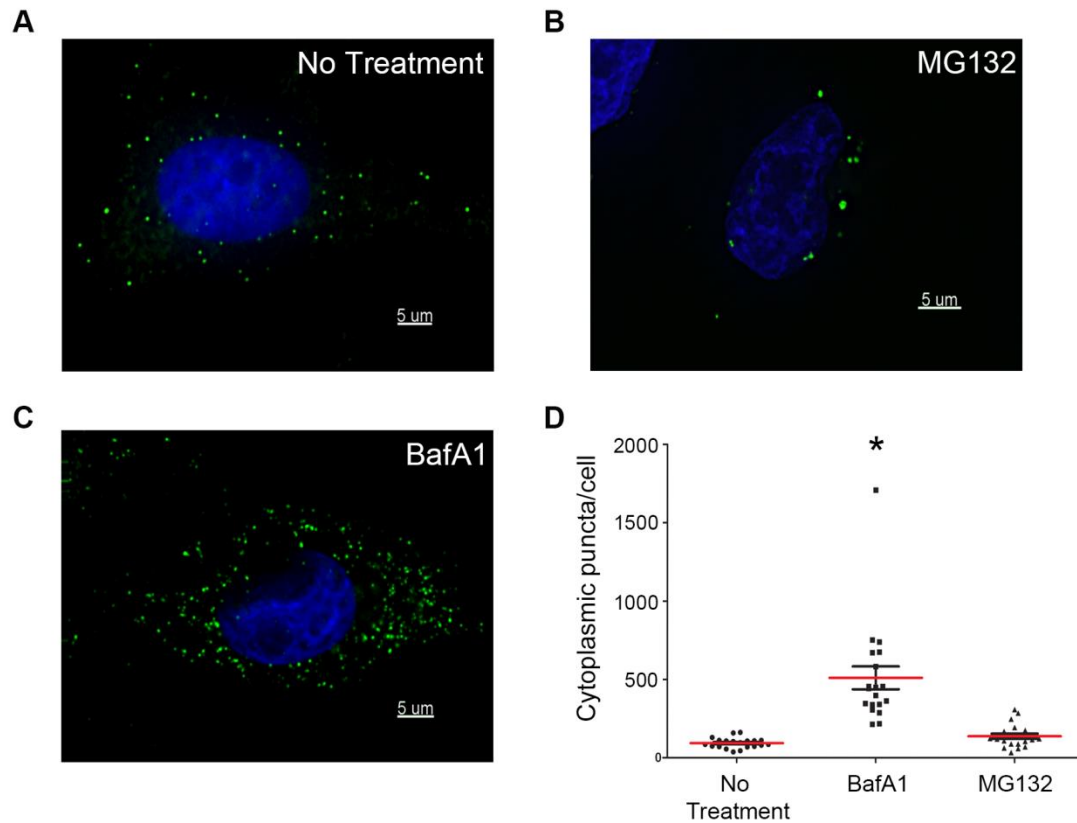 A
No Treatment
5 um
B
MG132
5 um
C
BafA1
5 um
D
Cytoplasmic puncta/cell
2000
1500
1000
500
0
*
No
Treatment
BafA1
MG132